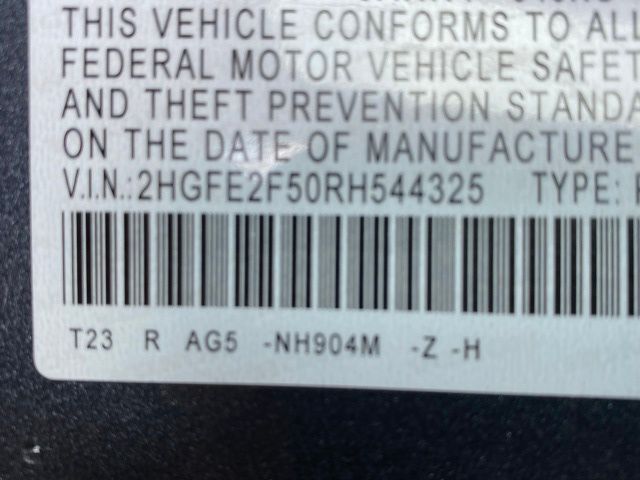 THIS VEHICLE CONFORMS TO ALL
FEDERAL MOTOR VEHICLE SAFET
AND THEFT PREVENTION STANDA
ON THE DATE OF MANUFACTURE
V.I.N.:2HGFE2F50RH544325 TYPE:
T23 R AG5 -NH904M -Z -H